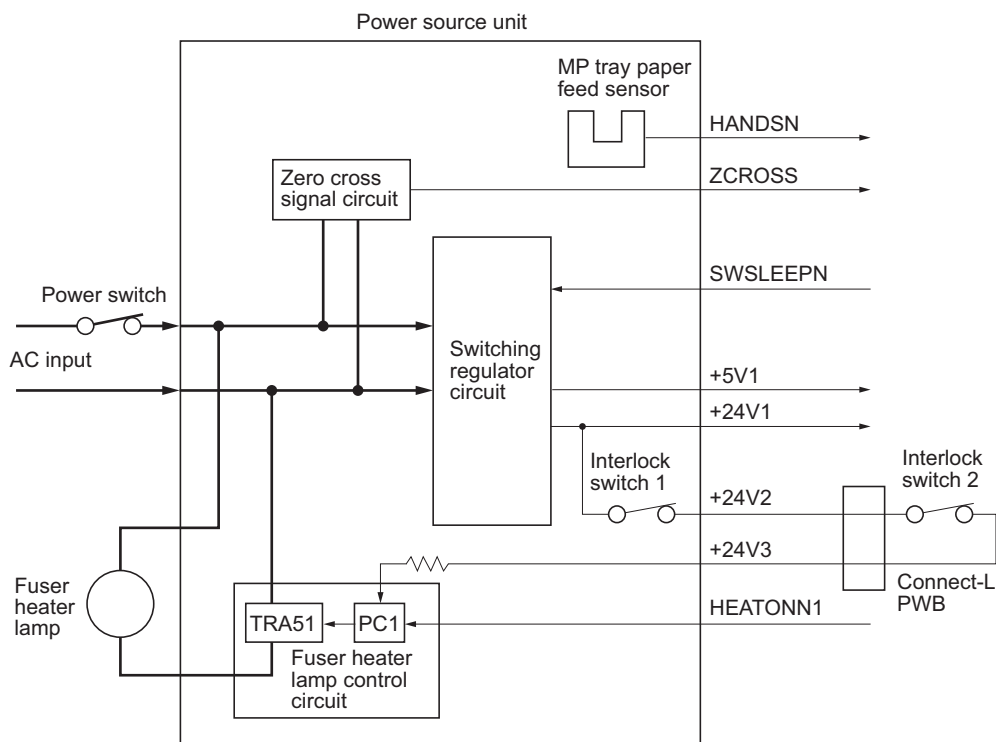 Power source unit
MP tray paper
feed sensor
HANDSN
Zero cross
signal circuit
ZCROSS
SWSLEEPN
Power switch
AC input
Switching
regulator
circuit
+5V1
+24V1
Interlock
switch 1
+24V2
Interlock
switch 2
+24V3
Connect-L
PWB
Fuser
heater
lamp
TRA51
PC1
HEATONN1
Fuser heater
lamp control
circuit